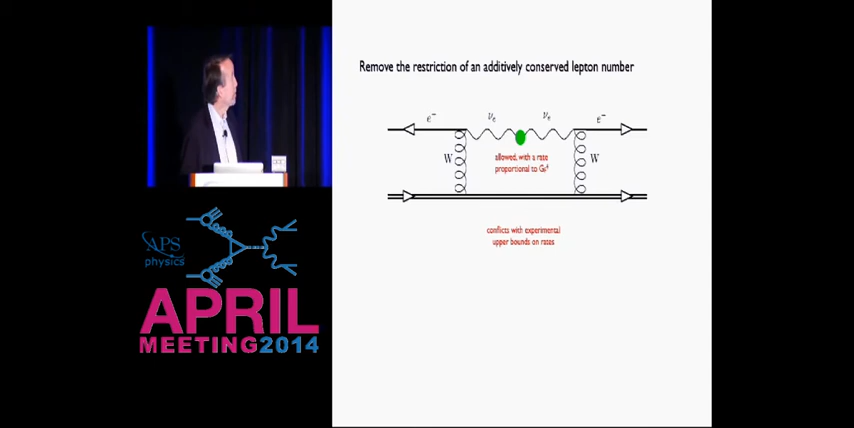 Remove the restriction of an additively conserved lepton number
e⁻ νₑ νₑ e⁻
W W
allowed, with a rate
proportional to G_F⁴
conflicts with experimental
upper bounds on rates
APS
physics
APRIL
MEETING2014